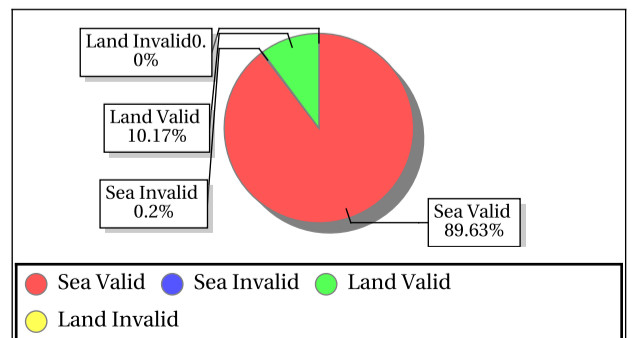 Land Invalid0.
0%
Land Valid
10.17%
Sea Invalid
0.2%
Sea Valid
89.63%
Sea Valid Sea Invalid Land Valid
Land Invalid